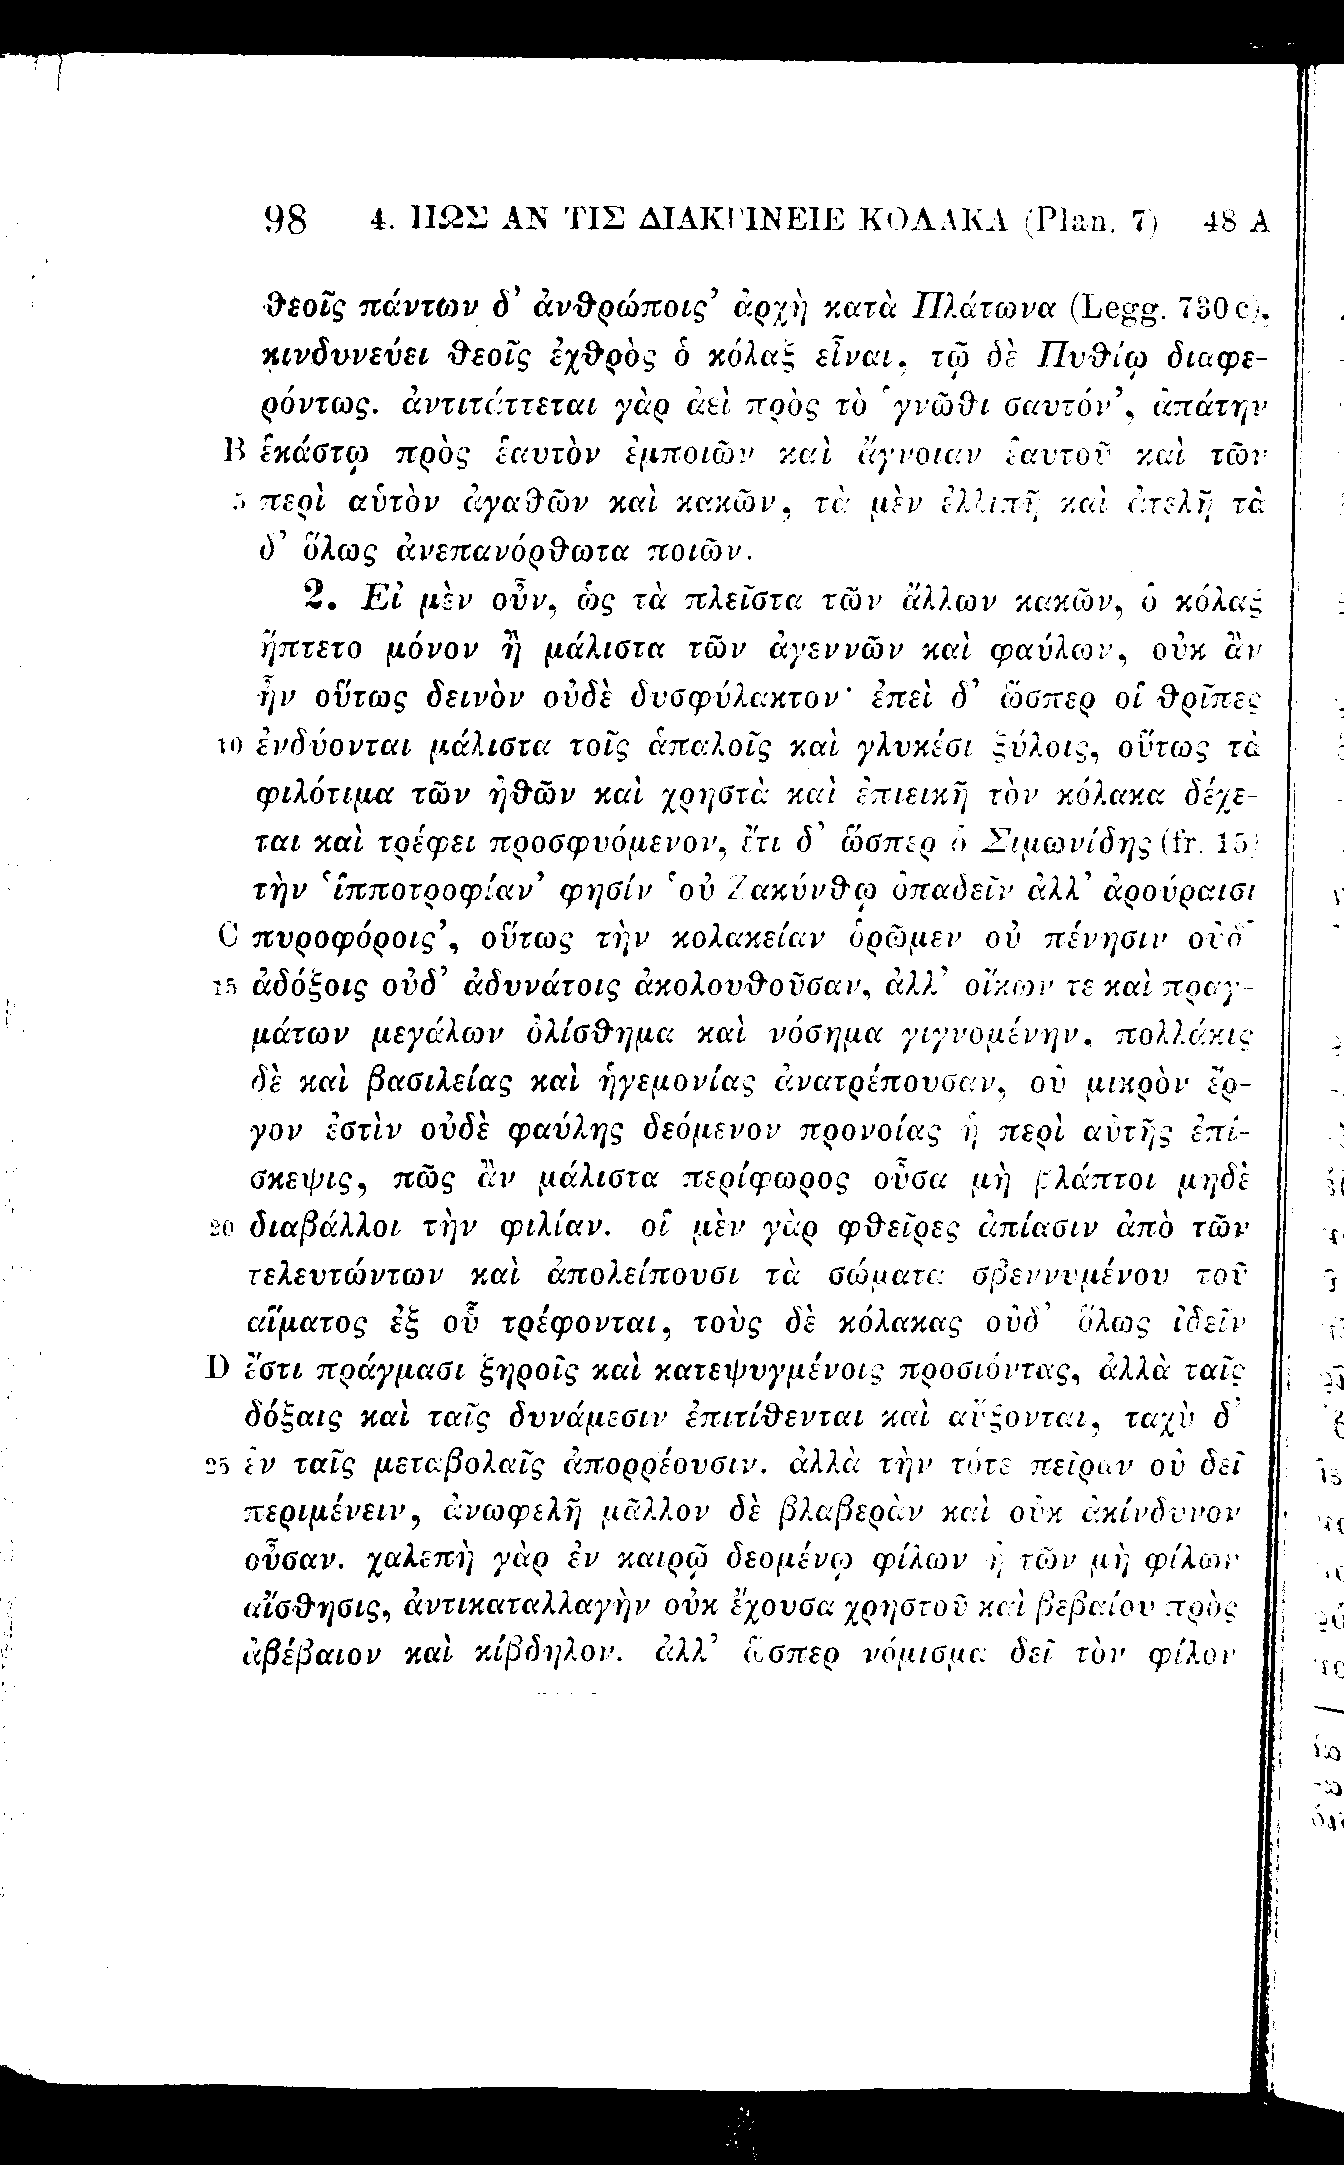 98 4. ΠΩΣ ΑΝ ΤΙΣ ΔΙΑΚΡΙΝΕΙΕ ΚΟΛΑΚΑ (Plan. 7) 48 A
θεοῖς πάντων δ’ ἀνθρώποις’ ἀρχὴ κατὰ Πλάτωνα (Legg. 730 c),
κινδυνεύει θεοῖς ἐχθρὸς ὁ κόλαξ εἶναι, τῷ δὲ Πυθίῳ διαφε-
ρόντως. ἀντιτάττεται γὰρ ἀεὶ πρὸς τὸ ‘γνῶθι σαυτόν’, ἀπάτην
B ἑκάστῳ πρὸς ἑαυτὸν ἐμποιῶν καὶ ἄγνοιαν ἑαυτοῦ καὶ τῶν
5 περὶ αὑτὸν ἀγαθῶν καὶ κακῶν, τὰ μὲν ἐλλιπῆ καὶ ἀτελῆ τὰ
δ’ ὅλως ἀνεπανόρθωτα ποιῶν.
2. Εἰ μὲν οὖν, ὡς τὰ πλεῖστα τῶν ἄλλων κακῶν, ὁ κόλαξ
ἥπτετο μόνον ἢ μάλιστα τῶν ἀγεννῶν καὶ φαύλων, οὐκ ἂν
ἦν οὕτως δεινὸν οὐδὲ δυσφύλακτον· ἐπεὶ δ’ ὥσπερ οἱ θρῖπες
10 ἐνδύονται μάλιστα τοῖς ἁπαλοῖς καὶ γλυκέσι ξύλοις, οὕτως τὰ
φιλότιμα τῶν ἠθῶν καὶ χρηστὰ καὶ ἐπιεικῆ τὸν κόλακα δέχε-
ται καὶ τρέφει προσφυόμενον, ἔτι δ’ ὥσπερ ὁ Σιμωνίδης (fr. 15)
τὴν ‘ἱπποτροφίαν’ φησίν ‘οὐ Ζακύνθῳ ὀπαδεῖν ἀλλ’ ἀρούραισι
C πυροφόροις’, οὕτως τὴν κολακείαν ὁρῶμεν οὐ πένησιν οὐδ’
15 ἀδόξοις οὐδ’ ἀδυνάτοις ἀκολουθοῦσαν, ἀλλ’ οἴκων τε καὶ πραγ-
μάτων μεγάλων ὀλίσθημα καὶ νόσημα γιγνομένην, πολλάκις
δὲ καὶ βασιλείας καὶ ἡγεμονίας ἀνατρέπουσαν, οὐ μικρὸν ἔρ-
γον ἐστὶν οὐδὲ φαύλης δεόμενον προνοίας ἡ περὶ αὐτῆς ἐπί-
σκεψις, πῶς ἂν μάλιστα περίφωρος οὖσα μὴ βλάπτοι μηδὲ
20 διαβάλλοι τὴν φιλίαν. οἱ μὲν γὰρ φθεῖρες ἀπίασιν ἀπὸ τῶν
τελευτώντων καὶ ἀπολείπουσι τὰ σώματα σβεννυμένου τοῦ
αἵματος ἐξ οὗ τρέφονται, τοὺς δὲ κόλακας οὐδ’ ὅλως ἰδεῖν
D ἔστι πράγμασι ξηροῖς καὶ κατεψυγμένοις προσιόντας, ἀλλὰ ταῖς
δόξαις καὶ ταῖς δυνάμεσιν ἐπιτίθενται καὶ αὔξονται, ταχὺ δ’
25 ἐν ταῖς μεταβολαῖς ἀπορρέουσιν. ἀλλὰ τὴν τότε πεῖραν οὐ δεῖ
περιμένειν, ἀνωφελῆ μᾶλλον δὲ βλαβερὰν καὶ οὐκ ἀκίνδυνον
οὖσαν. χαλεπὴ γὰρ ἐν καιρῷ δεομένῳ φίλων ἡ τῶν μὴ φίλων
αἴσθησις, ἀντικαταλλαγὴν οὐκ ἔχουσα χρηστοῦ καὶ βεβαίου πρὸς
ἀβέβαιον καὶ κίβδηλον. ἀλλ’ ὥσπερ νόμισμα δεῖ τὸν φίλον